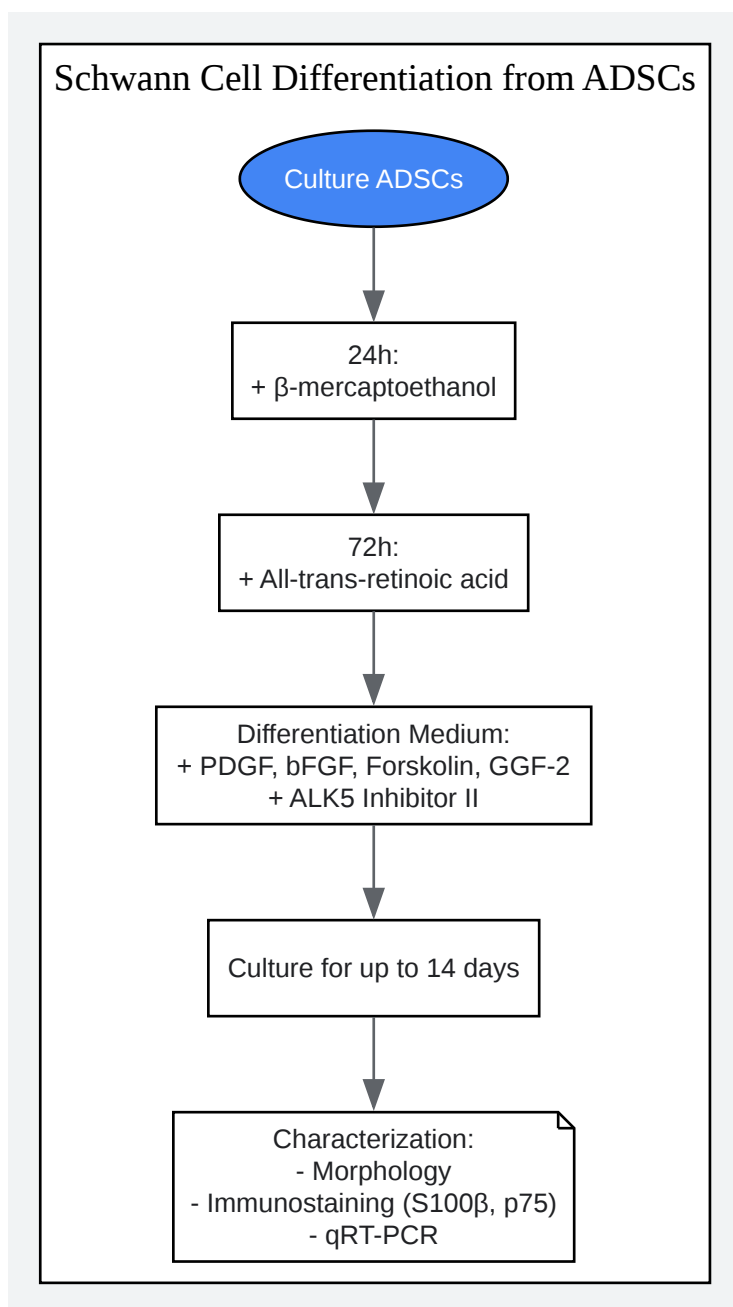 Schwann Cell Differentiation from ADSCs
Culture ADSCs
24h:
+ β-mercaptoethanol
72h:
+ All-trans-retinoic acid
Differentiation Medium:
+ PDGF, bFGF, Forskolin, GGF-2
+ ALK5 Inhibitor II
Culture for up to 14 days
Characterization:
- Morphology
- Immunostaining (S100β, p75)
- qRT-PCR